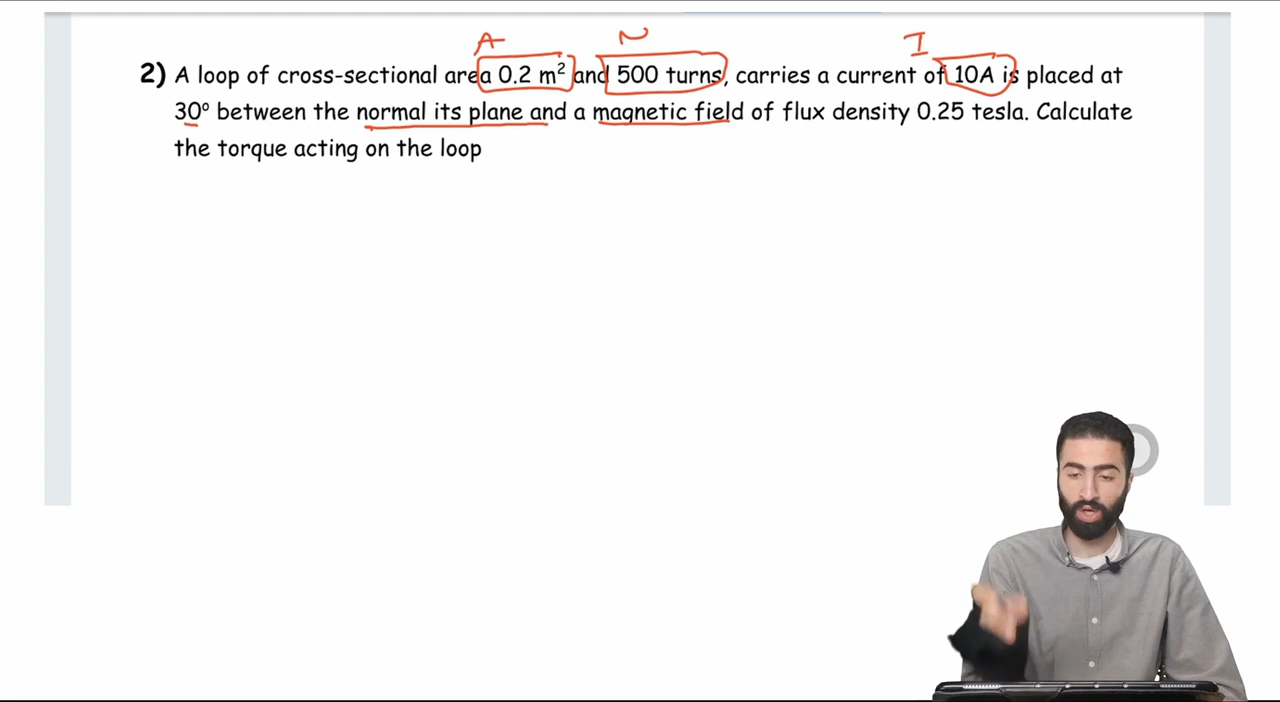 A N I
2) A loop of cross-sectional area 0.2 m² and 500 turns, carries a current of 10A is placed at
30° between the normal its plane and a magnetic field of flux density 0.25 tesla. Calculate
the torque acting on the loop